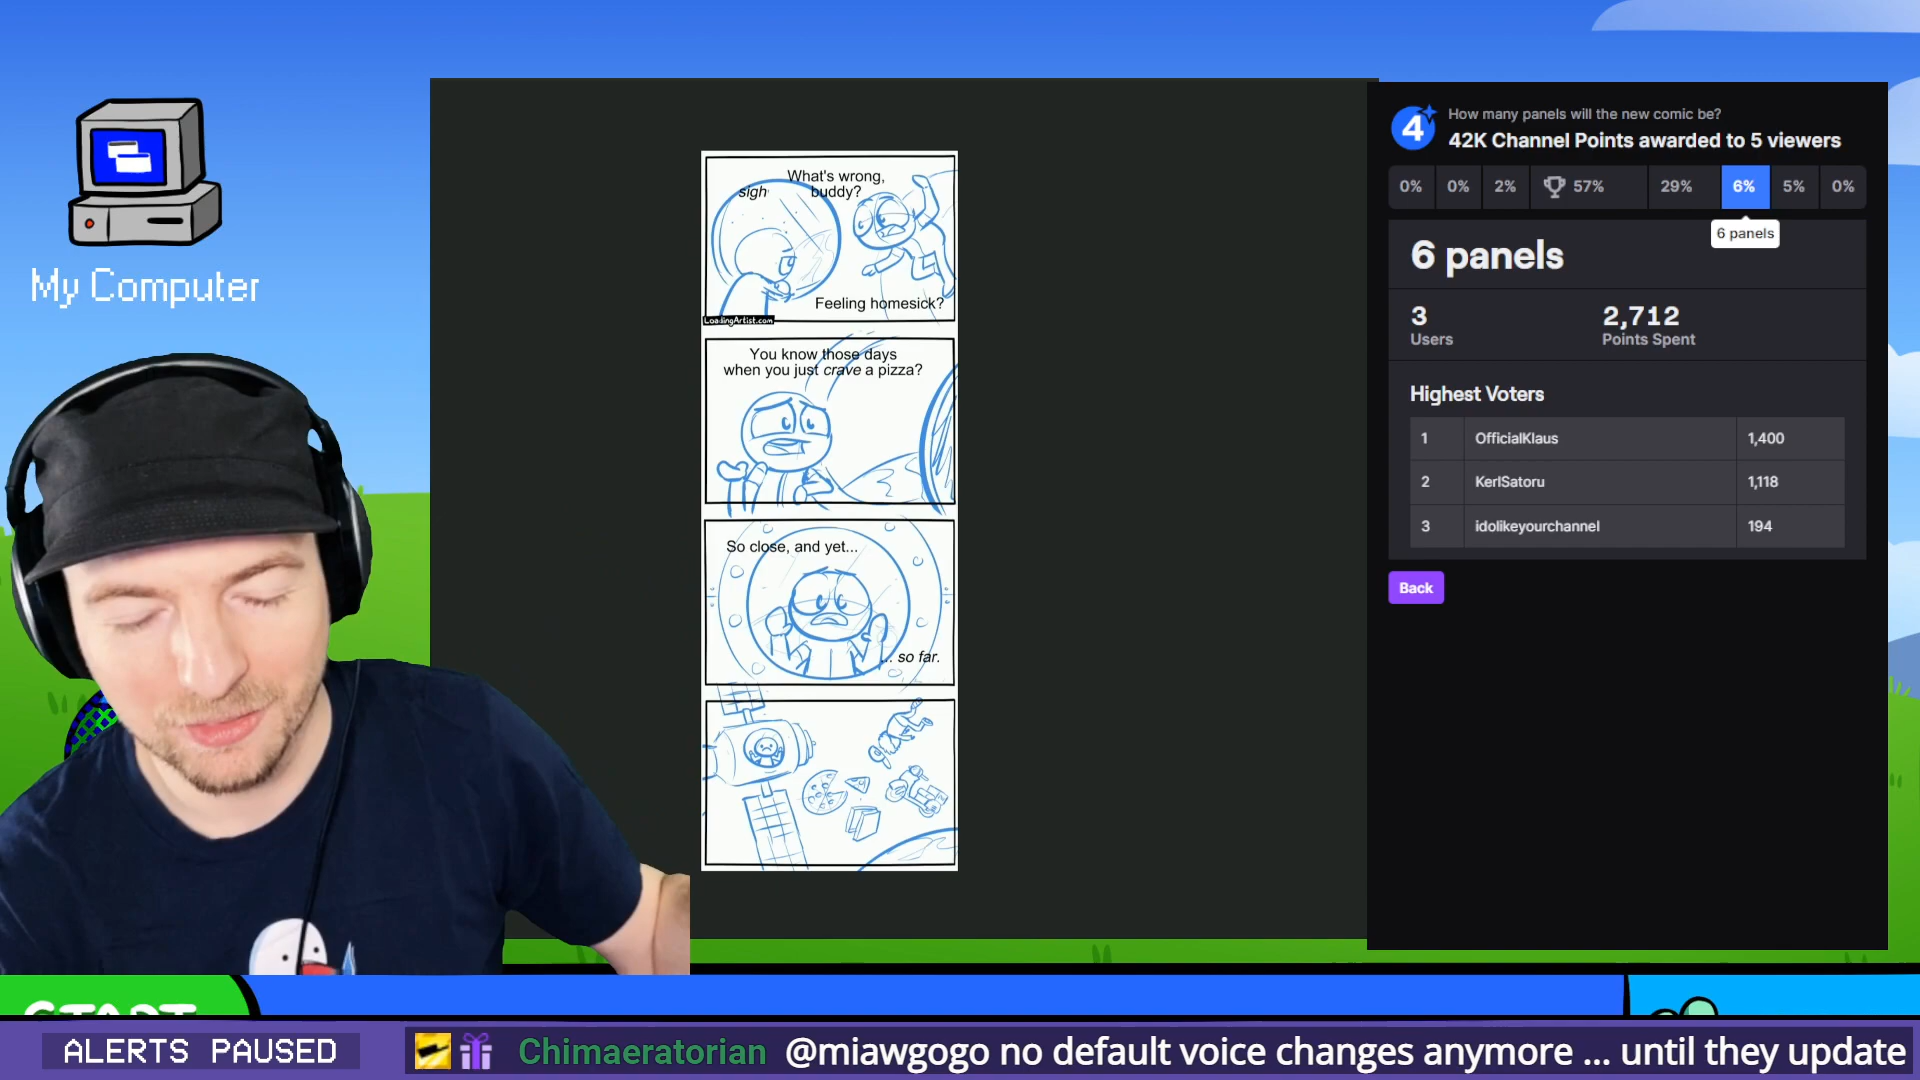 My Computer
sigh
What's wrong,
buddy?
Feeling homesick?
LoadingArtist.com
You know those days
when you just crave a pizza?
So close, and yet...
... so far.
4
How many panels will the new comic be?
42K Channel Points awarded to 5 viewers
0% 0% 2% 57% 29% 6% 5% 0%
6 panels
6 panels
3 2,712
Users Points Spent
Highest Voters
1 OfficialKlaus 1,400
2 KerlSatoru 1,118
3 idolikeyourchannel 194
Back
START
ALERTS PAUSED
Chimaeratorian @miawgogo no default voice changes anymore ... until they update